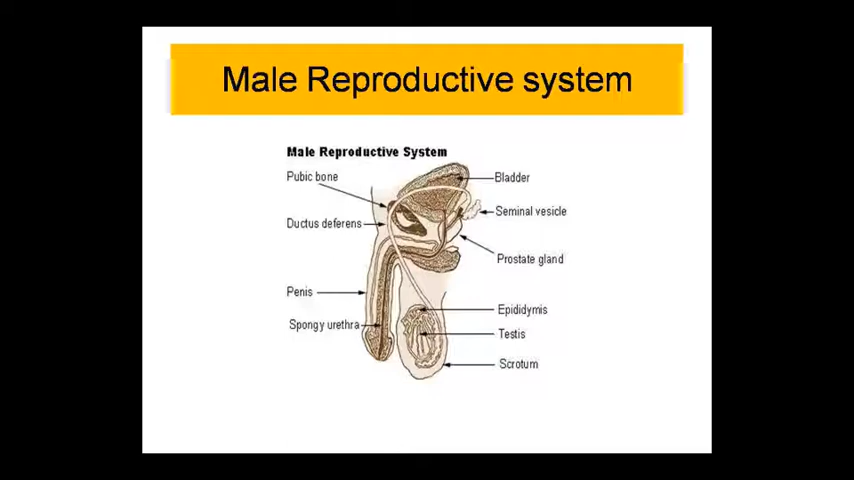 Male Reproductive system
Male Reproductive System
Pubic bone
Bladder
Seminal vesicle
Ductus deferens
Prostate gland
Penis
Epididymis
Spongy urethra
Testis
Scrotum